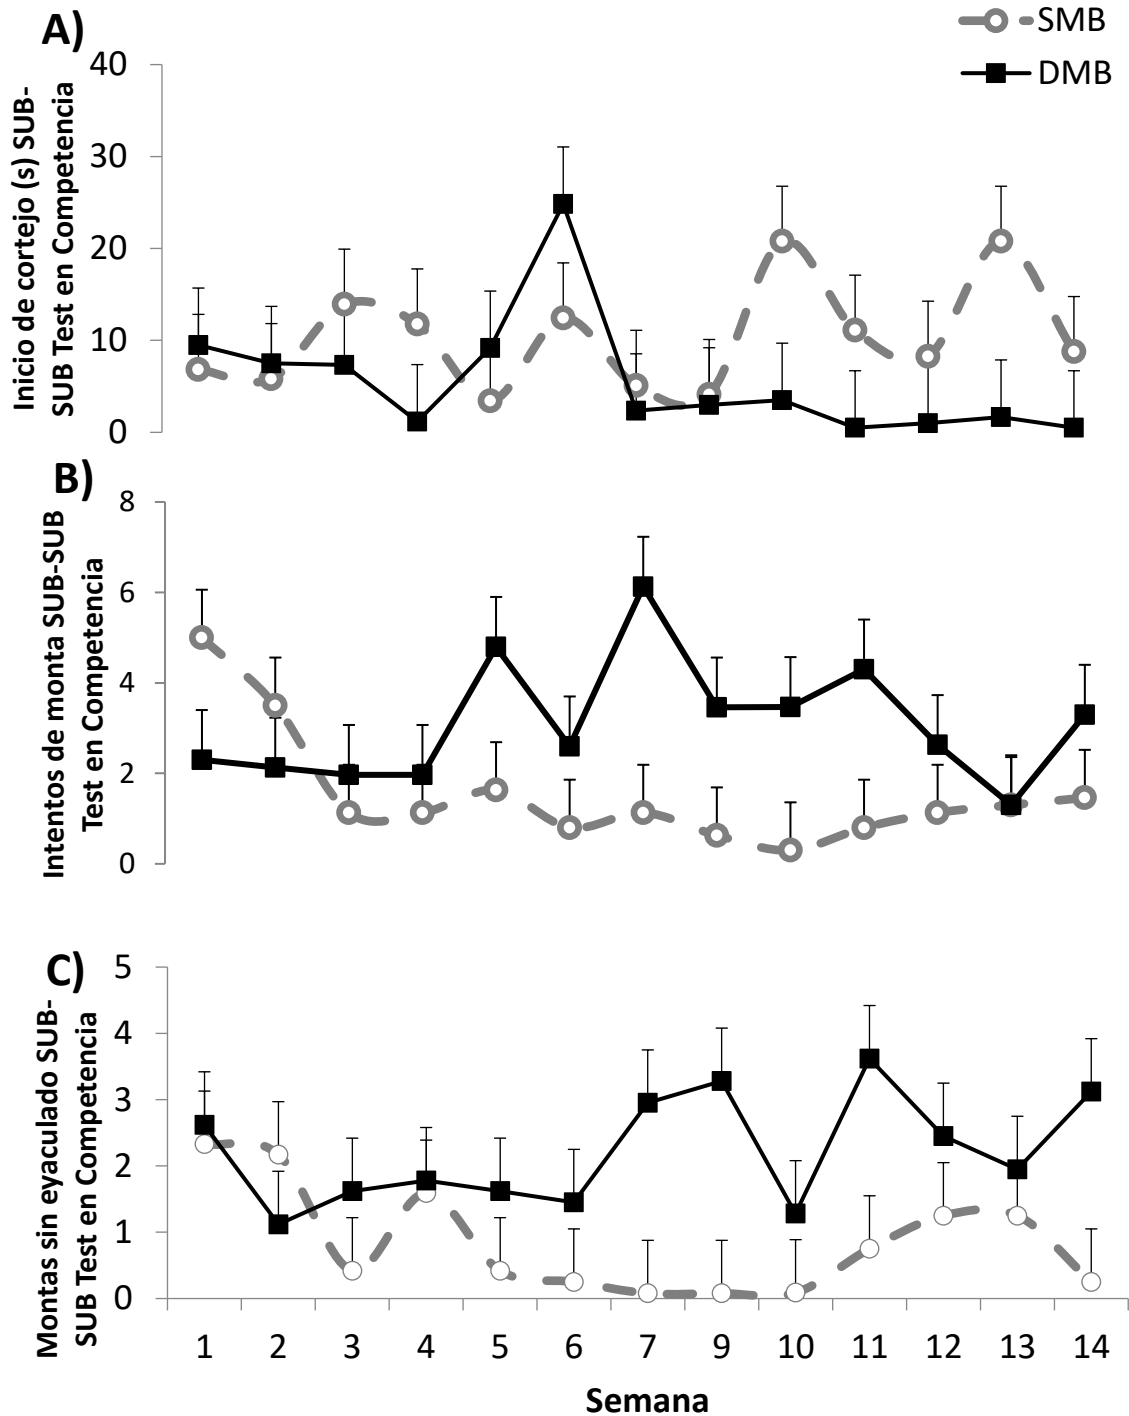 A)
SMB
DMB
Inicio de cortejo (s) SUB-
SUB Test en Competencia
40
30
20
10
0
B)
Intentos de monta SUB-SUB
Test en Competencia
8
6
4
2
0
C)
Montas sin eyaculado SUB-
SUB Test en Competencia
5
4
3
2
1
0
1 2 3 4 5 6 7 9 10 11 12 13 14
Semana